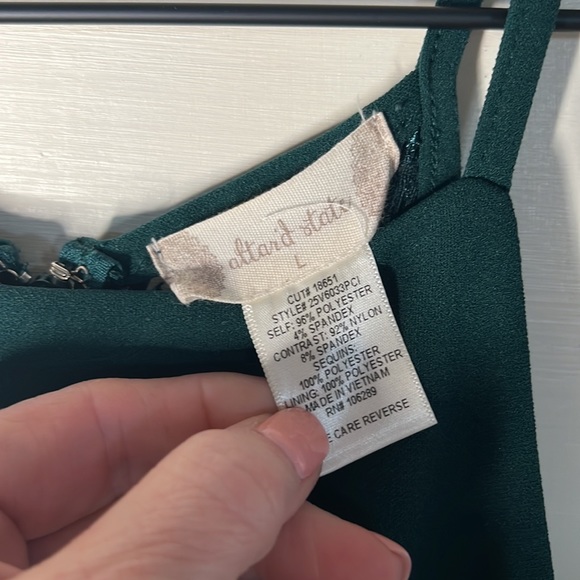 altar'd state
L
CUT# 18651
STYLE# 25V6033PCI
SELF: 96% POLYESTER
4% SPANDEX
CONTRAST: 92% NYLON
8% SPANDEX
SEQUINS:
100% POLYESTER
LINING: 100% POLYESTER
MADE IN VIETNAM
RN# 106289
CARE REVERSE